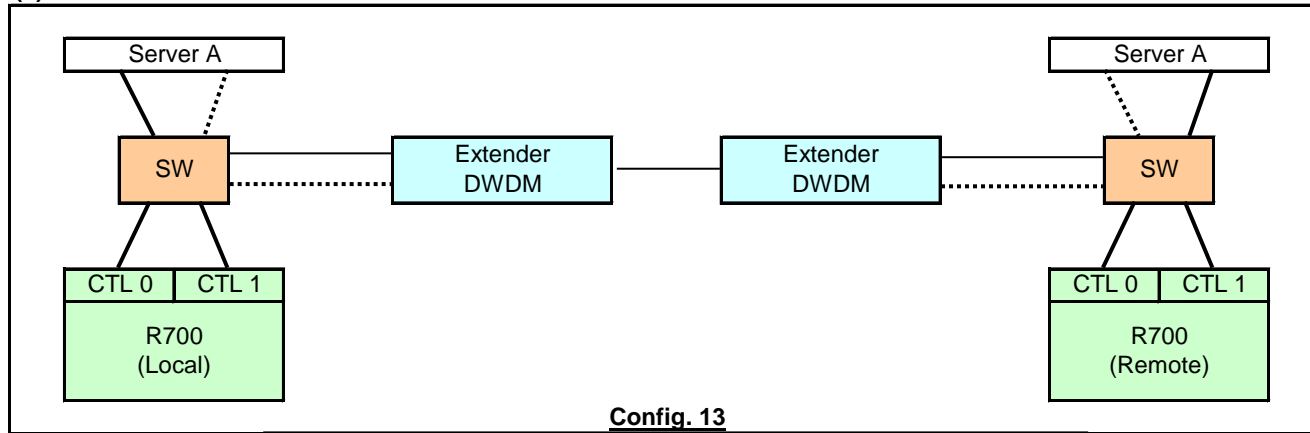 Server A
Server A
SW
Extender
DWDM
Extender
DWDM
SW
CTL 0
CTL 1
CTL 0
CTL 1
R700
(Local)
R700
(Remote)
Config. 13